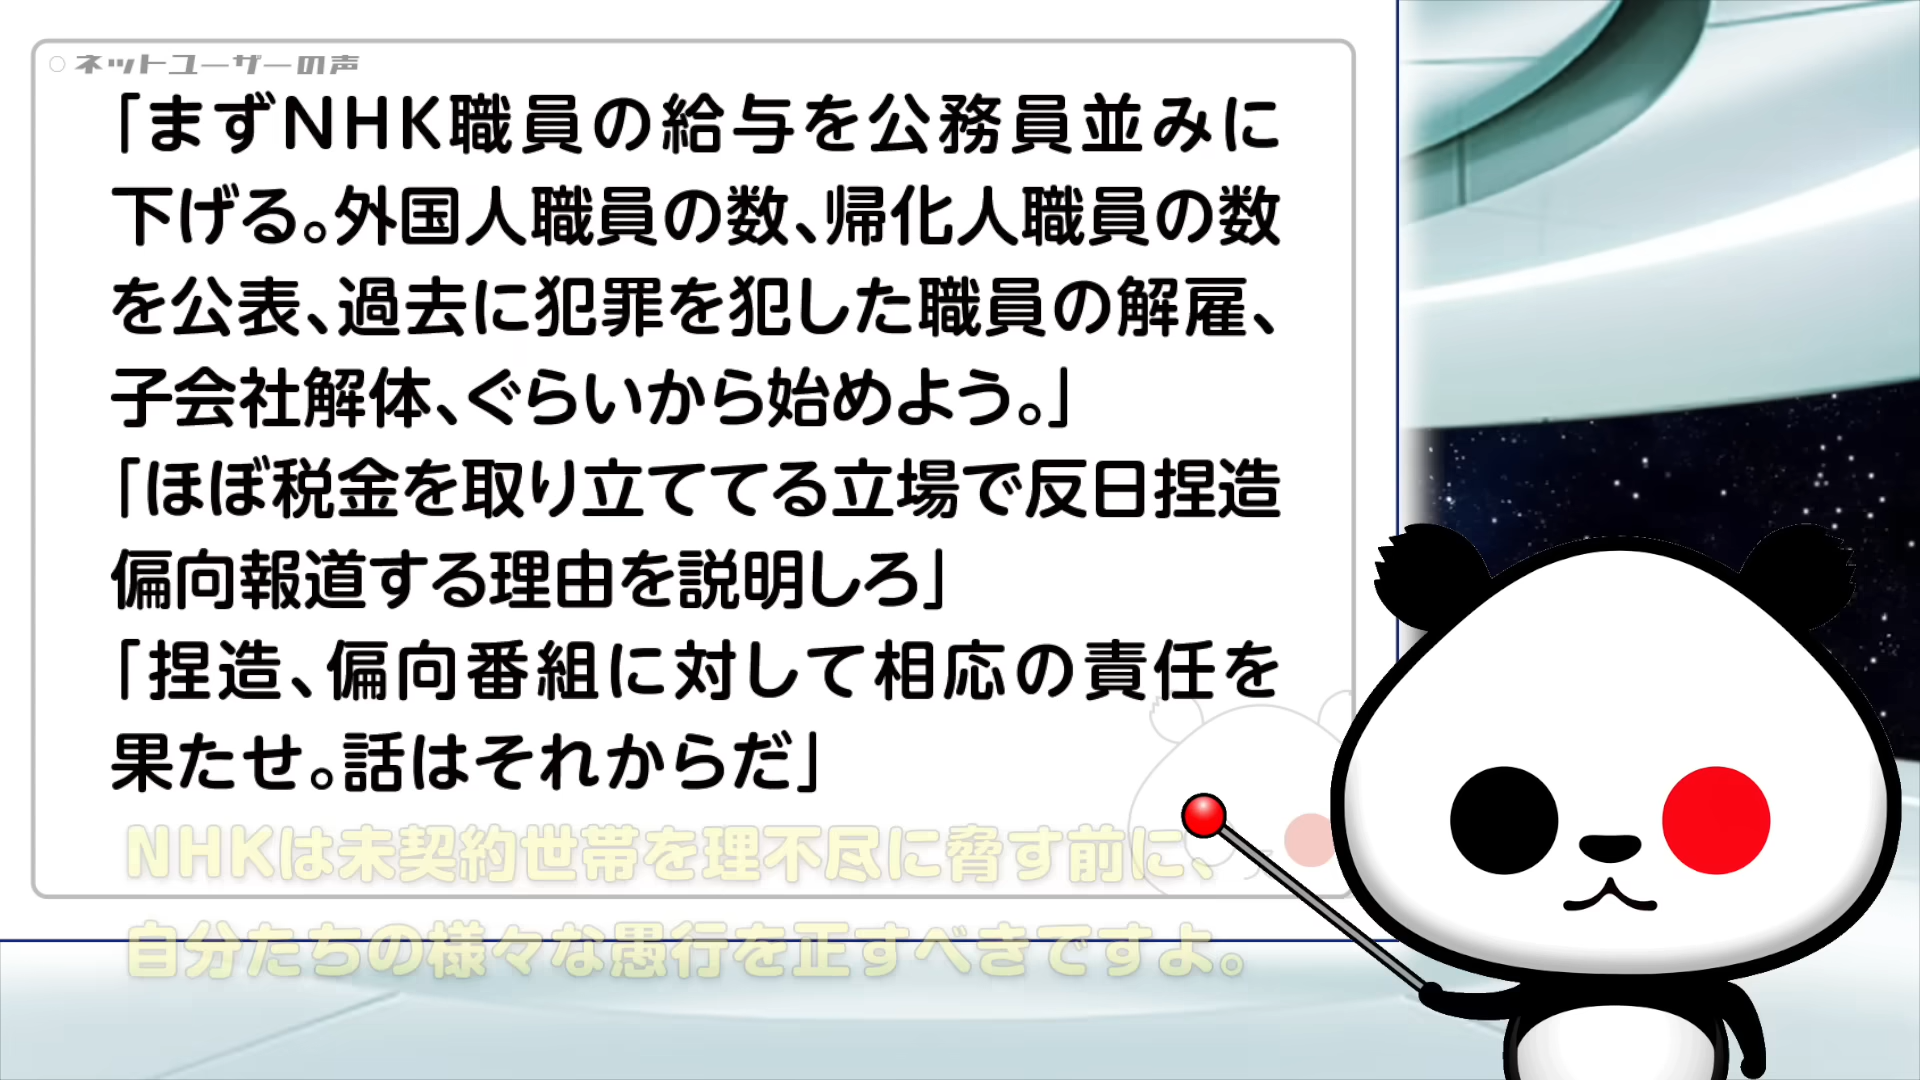 ネットユーザーの声
「まずNHK職員の給与を公務員並みに
下げる。外国人職員の数、帰化人職員の数
を公表、過去に犯罪を犯した職員の解雇、
子会社解体、ぐらいから始めよう。」
「ほぼ税金を取り立ててる立場で反日捏造
偏向報道する理由を説明しろ」
「捏造、偏向番組に対して相応の責任を
果たせ。話はそれからだ」
NHKは未契約世帯を理不尽に脅す前に、
自分たちの様々な愚行を正すべきですよ。